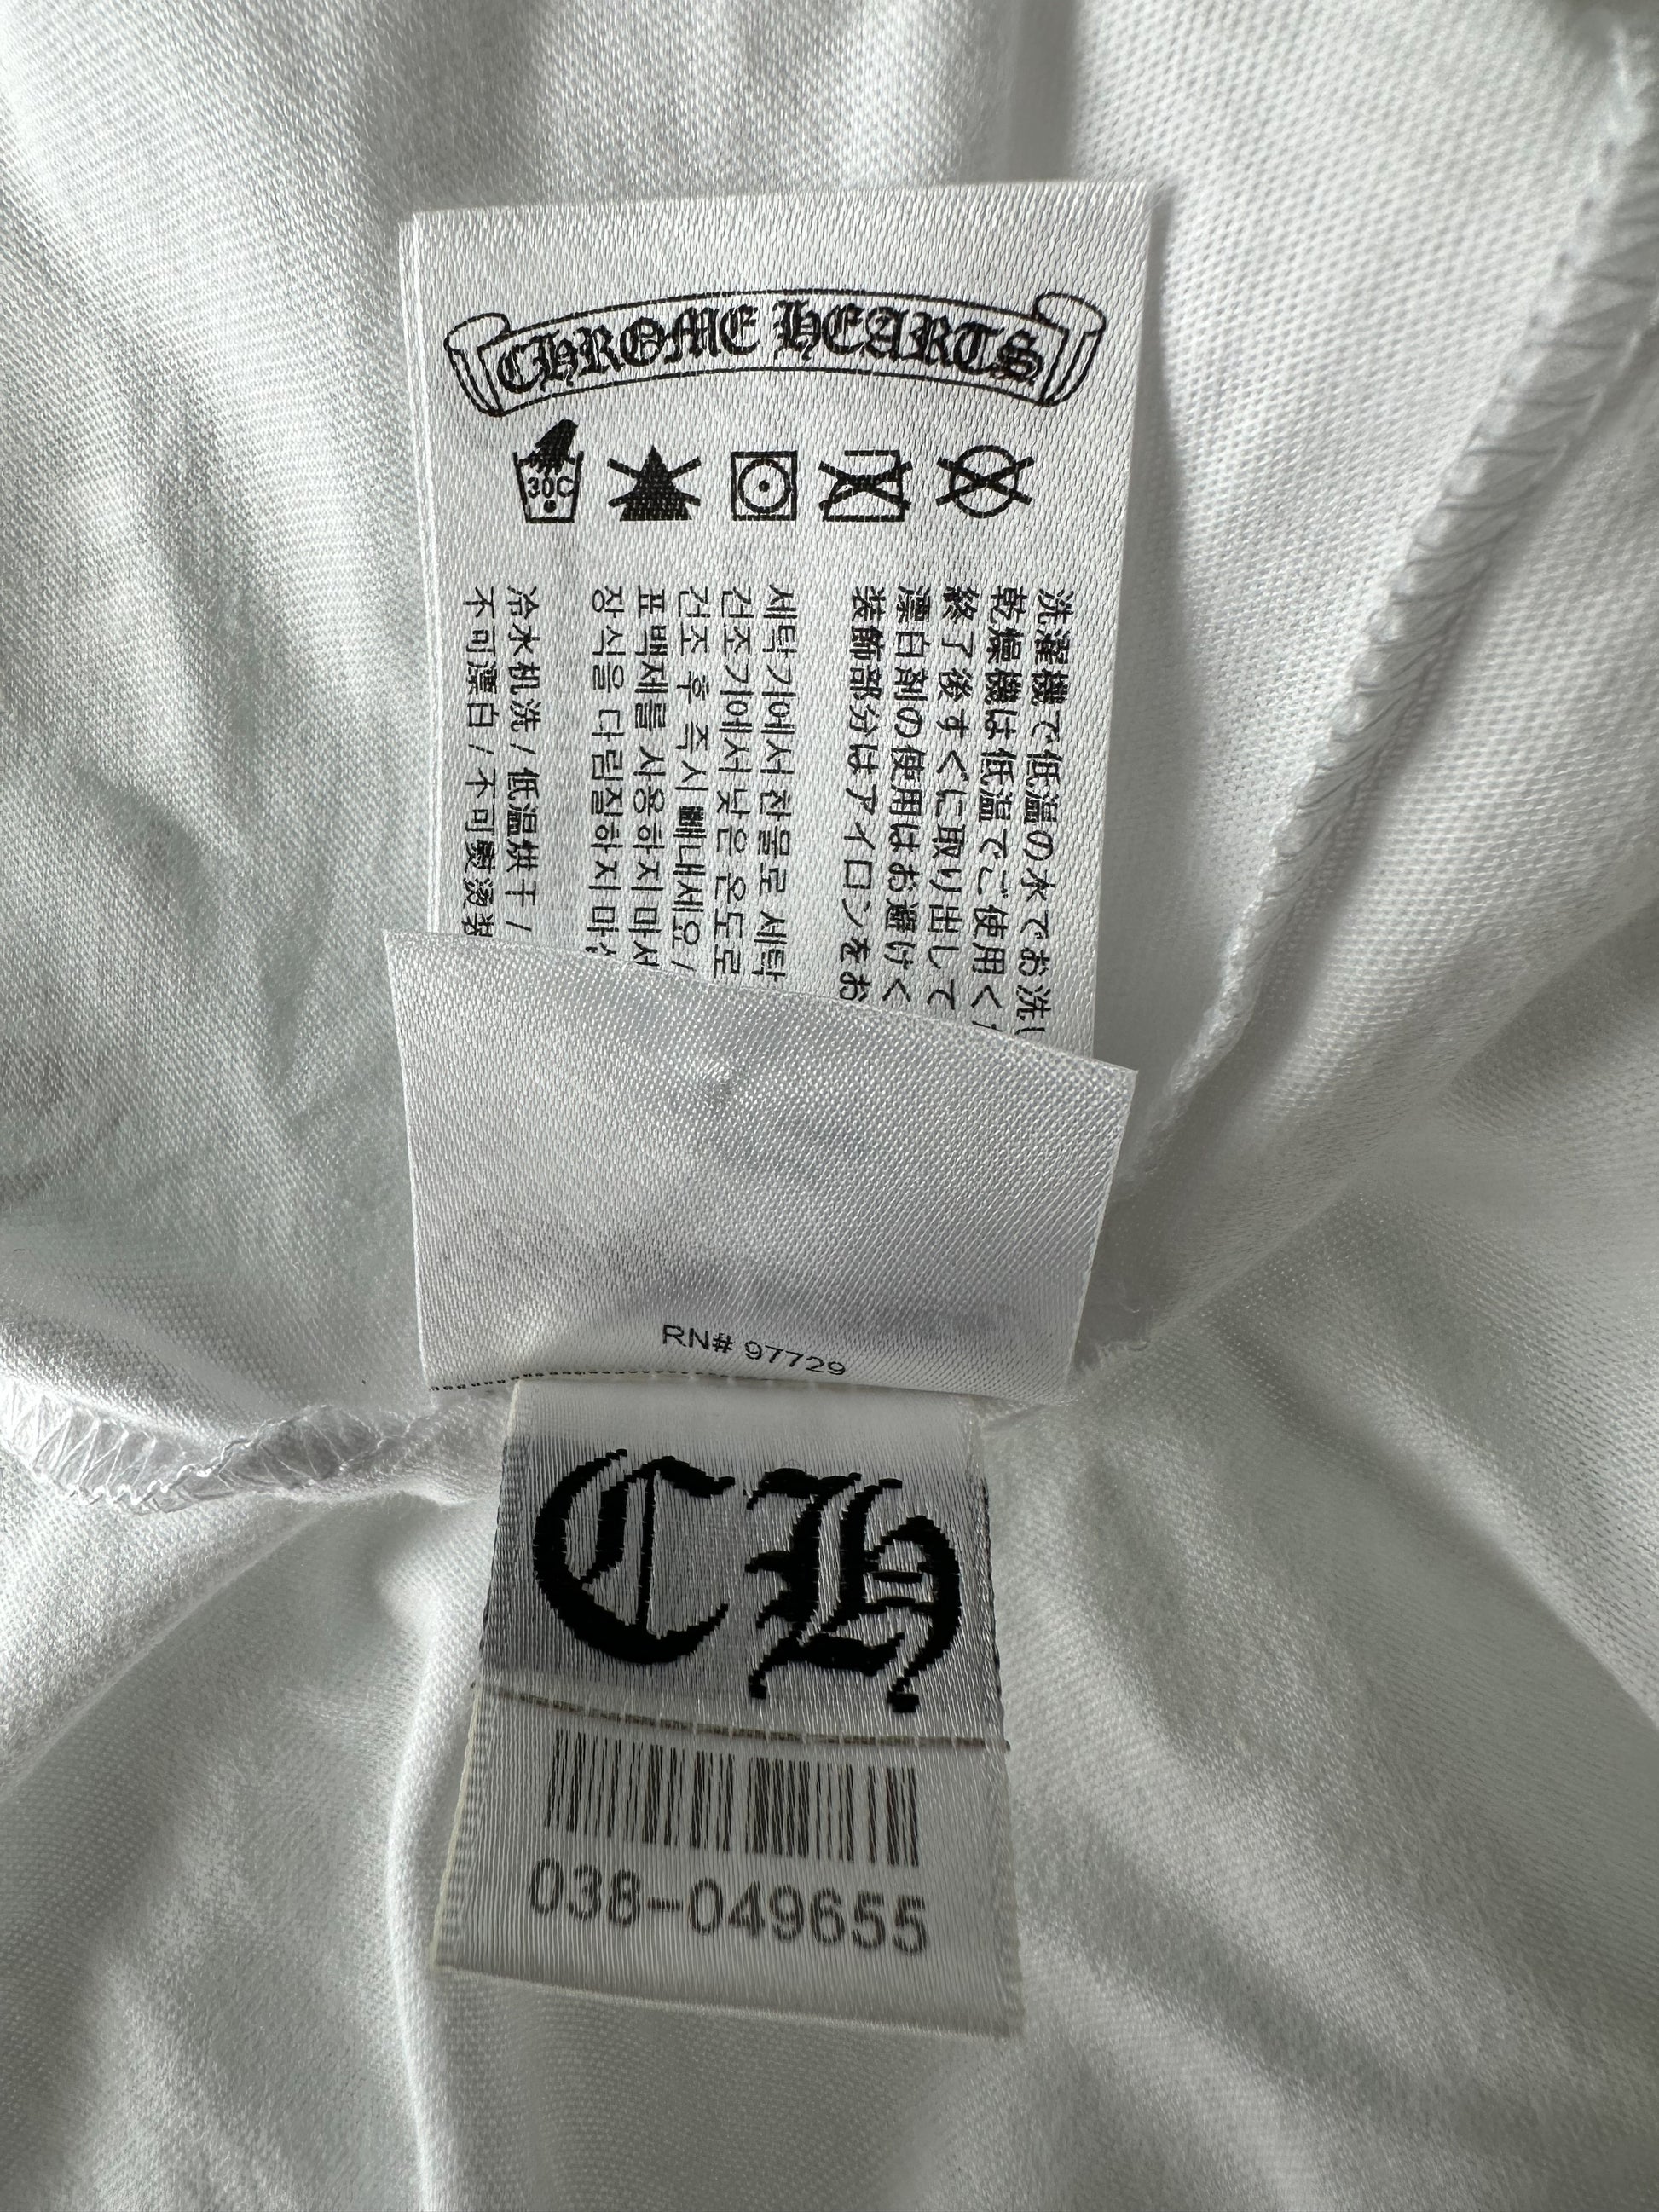 CHROME HEARTS
30C
洗濯機で低温の水でお洗い
乾燥機は低温でご使用く
終了後すぐに取り出して
漂白剤の使用はお避けく
装飾部分はアイロンをお
세탁기에서 찬물로 세탁
건조기에서 낮은 온도로
건조 후 즉시 빼내세요 /
표백제를 사용하지 마세
장식을 다림질하지 마십
冷水机洗 / 低温烘干 /
不可漂白 / 不可熨烫装
RN# 97729
CH
038-049655